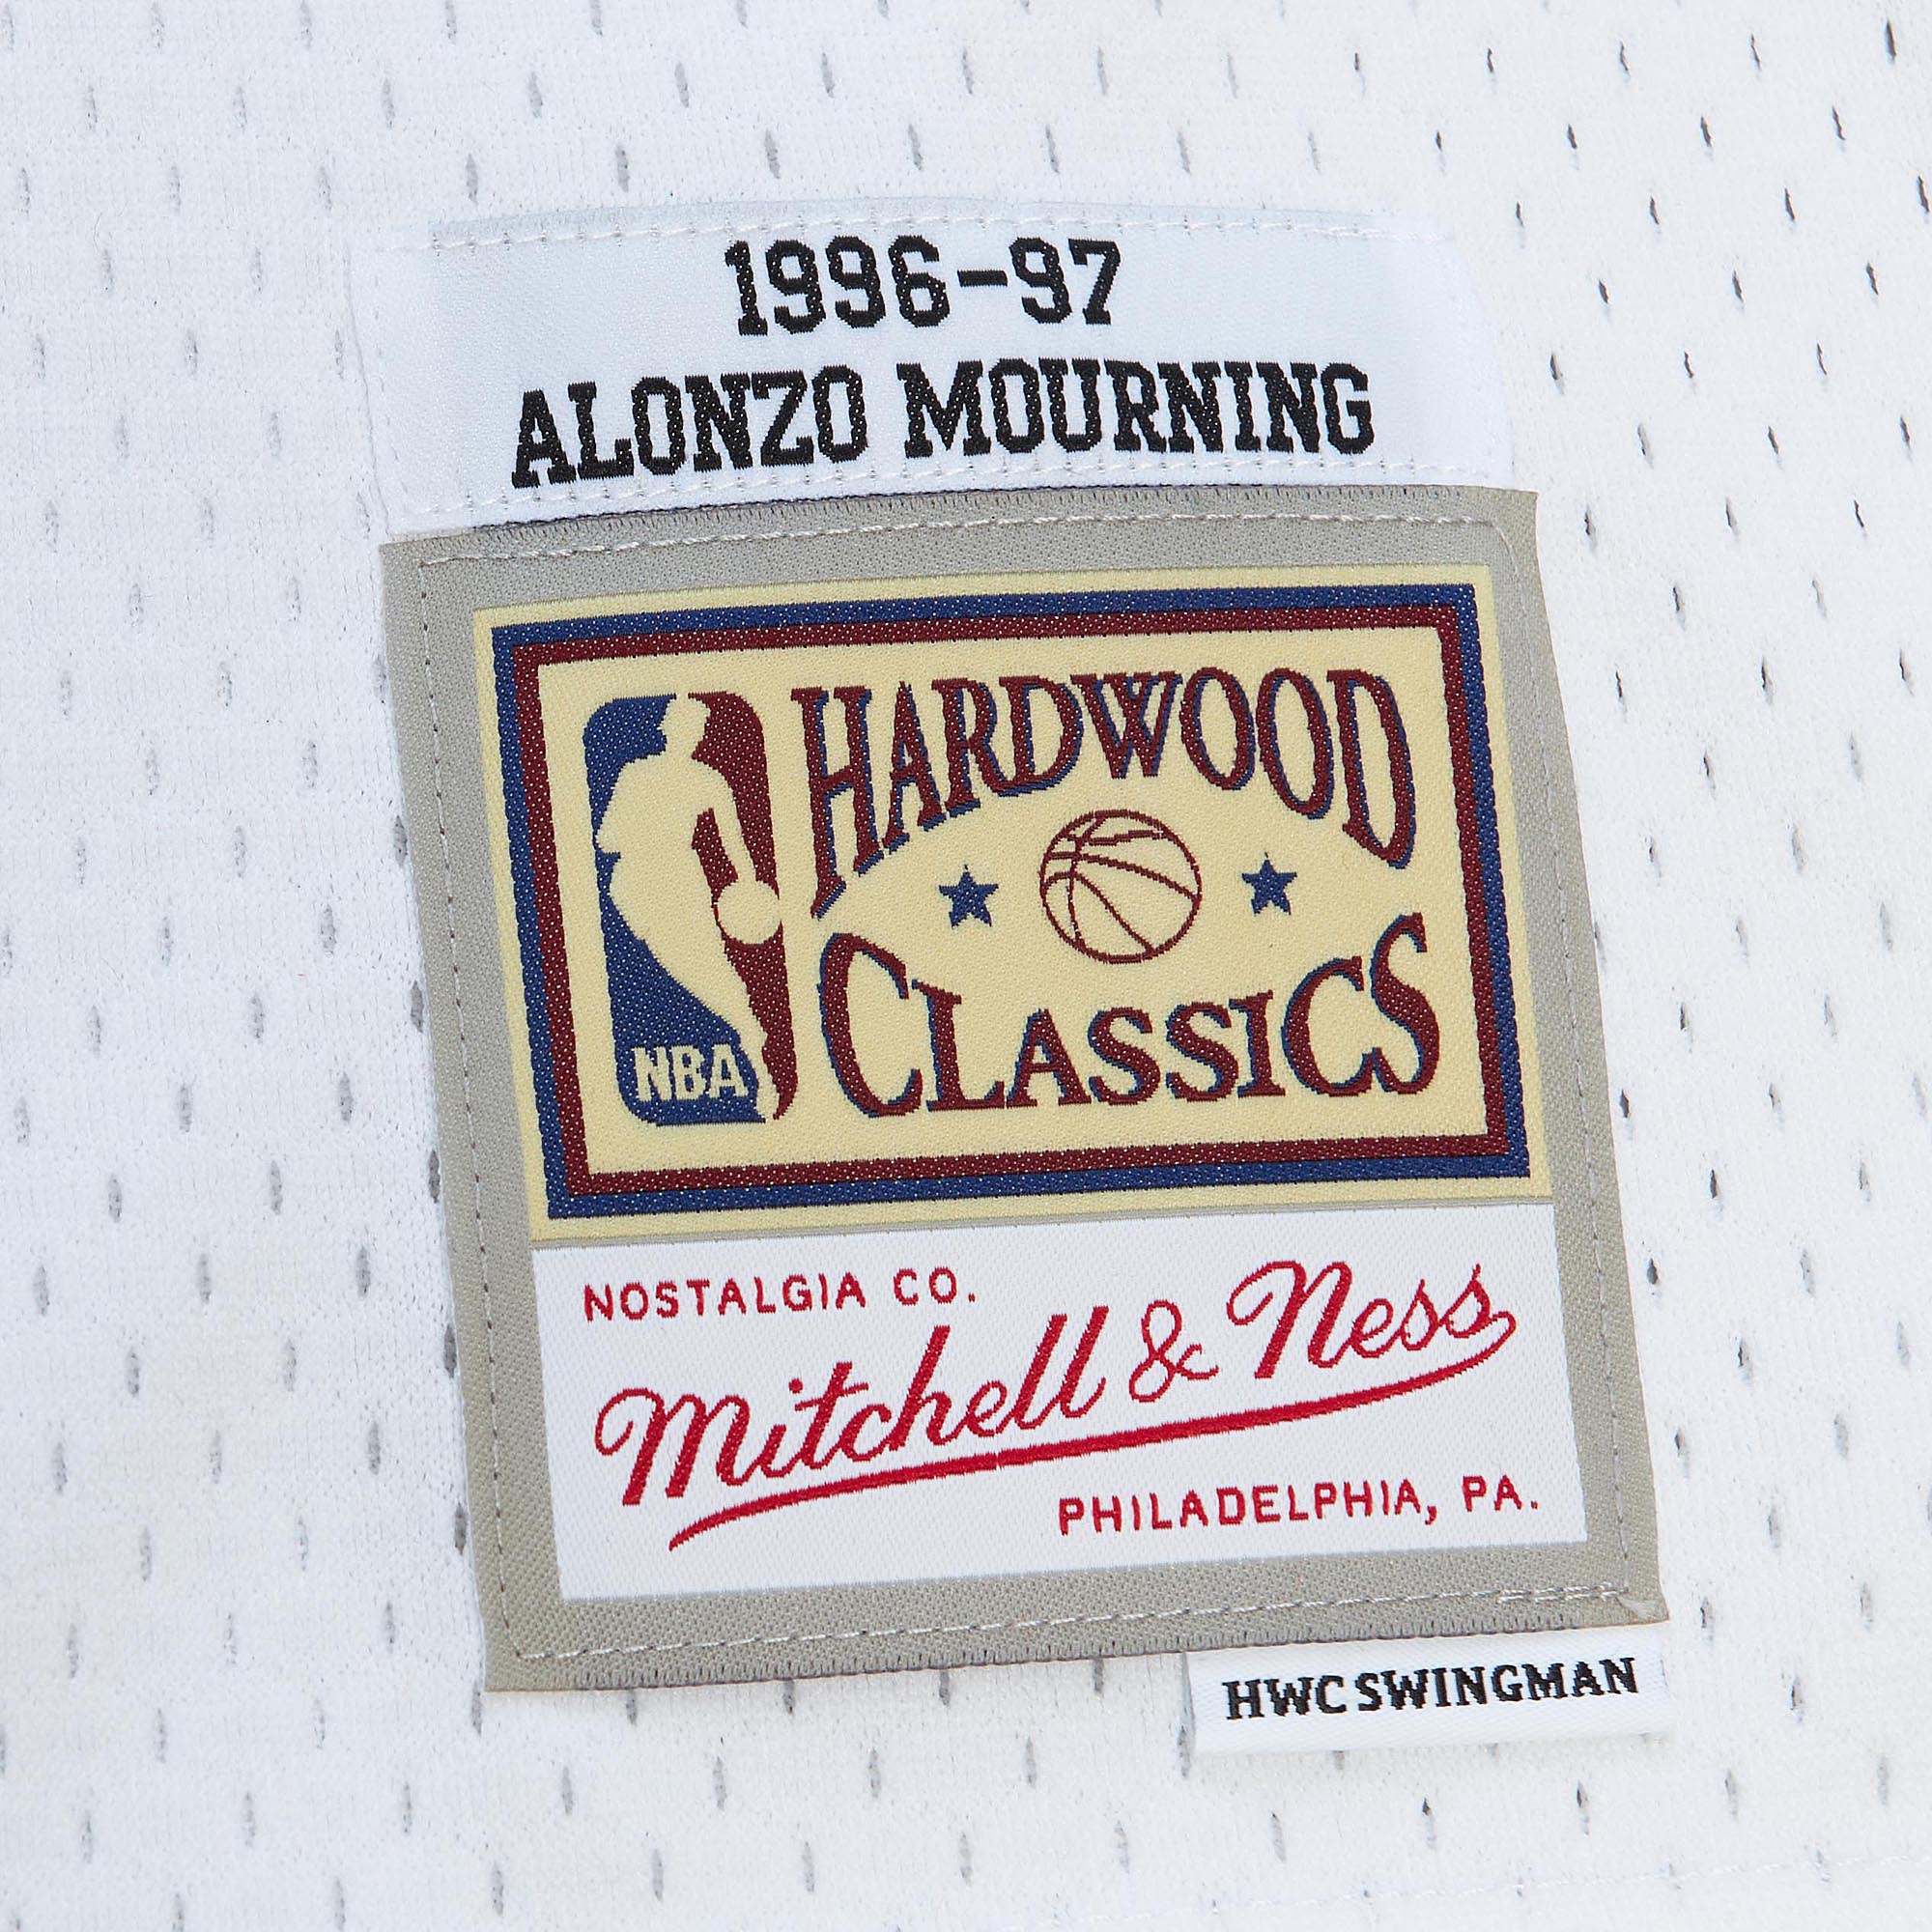 1996-97
ALONZO MOURNING
HARDWOOD
CLASSICS
NBA
NOSTALGIA CO.
Mitchell & Ness
PHILADELPHIA, PA.
HWC SWINGMAN